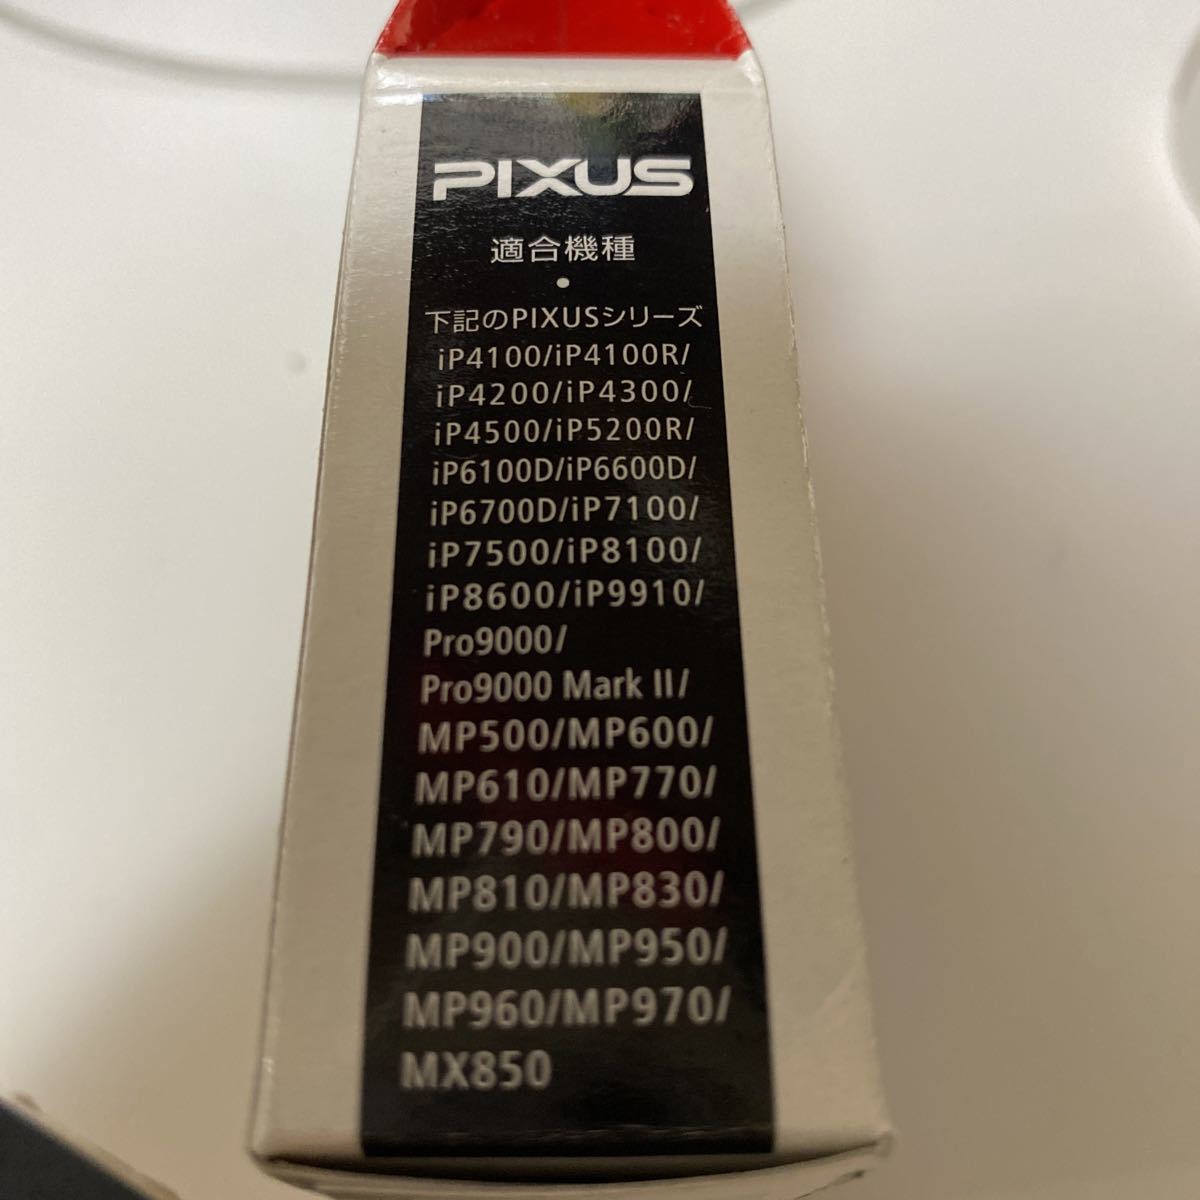 PIXUS
適合機種
・
下記のPIXUSシリーズ
iP4100/iP4100R/
iP4200/iP4300/
iP4500/iP5200R/
iP6100D/iP6600D/
iP6700D/iP7100/
iP7500/iP8100/
iP8600/iP9910/
Pro9000/
Pro9000 Mark II/
MP500/MP600/
MP610/MP770/
MP790/MP800/
MP810/MP830/
MP900/MP950/
MP960/MP970/
MX850